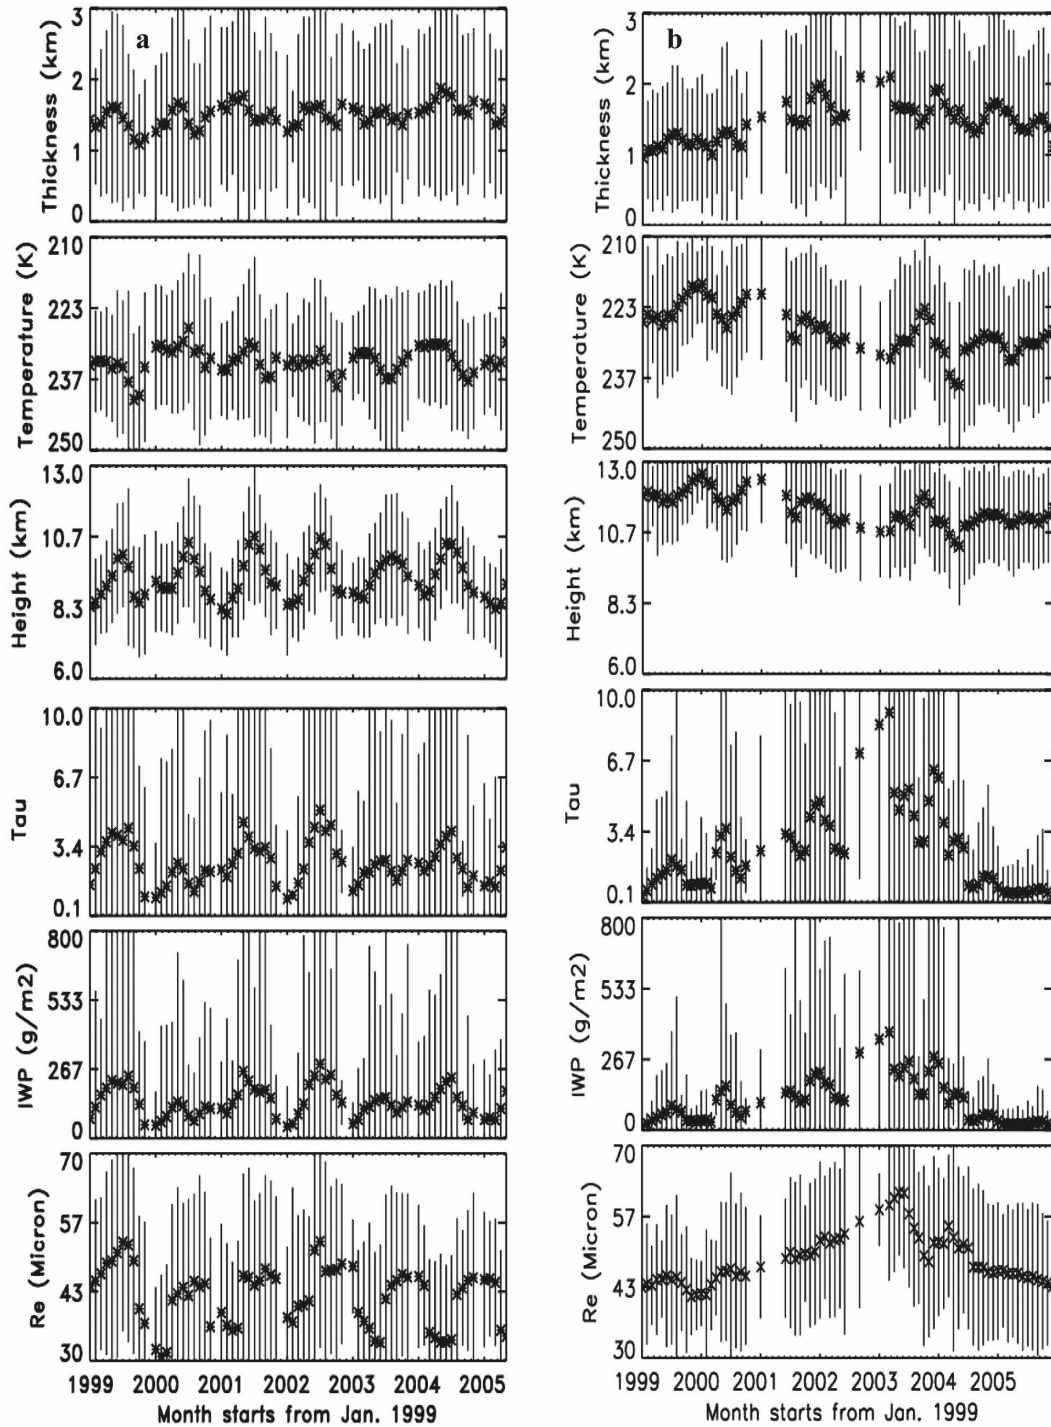 a
3
2
1
0
Thickness (km)
210
223
237
250
Temperature (K)
13.0
10.7
8.3
6.0
Height (km)
10.0
6.7
3.4
0.1
Tau
800
533
267
0
IWP (g/m2)
70
57
43
30
Re (Micron)
1999 2000 2001 2002 2003 2004 2005
Month starts from Jan. 1999
b
3
2
1
0
Thickness (km)
210
223
237
250
Temperature (K)
13.0
10.7
8.3
6.0
Height (km)
10.0
6.7
3.4
0.1
Tau
800
533
267
0
IWP (g/m2)
70
57
43
30
Re (Micron)
1999 2000 2001 2002 2003 2004 2005
Month starts from Jan. 1999